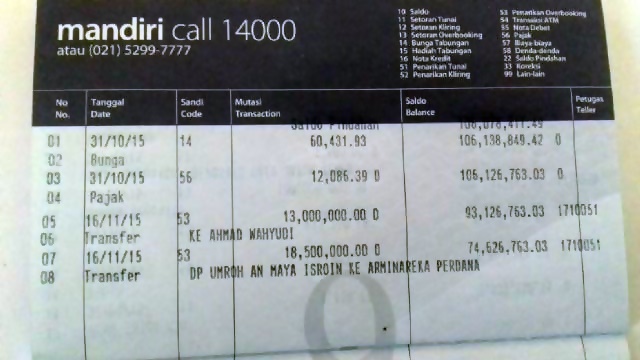 mandiri call 14000
atau (021) 5299-7777
10 Saldo
11 Setoran Tunai
12 Setoran Kliring
13 Setoran Overbooking
14 Bunga Tabungan
15 Hadiah Tabungan
16 Nota Kredit
51 Penarikan Tunai
52 Penarikan Kliring
53 Penarikan Overbooking
54 Transaksi ATM
55 Nota Debet
56 Pajak
57 Biaya-biaya
58 Denda-denda
22 Saldo Pindahan
33 Koreksi
99 Lain-lain
No Tanggal Sandi Mutasi Saldo Petugas
No. Date Code Transaction Balance Teller
Saldo Pindahan 106,078,417.49
01 31/10/15 14 60,431.93 106,138,849.42 0
02 Bunga
03 31/10/15 56 12,086.39 D 106,126,763.03 0
04 Pajak
05 16/11/15 53 13,000,000.00 D 93,126,763.03 1710051
06 Transfer KE AHMAD WAHYUDI
07 16/11/15 53 18,500,000.00 D 74,626,763.03 1710051
08 Transfer DP UMROH AN MAYA ISROIN KE ARMINAREKA PERDANA